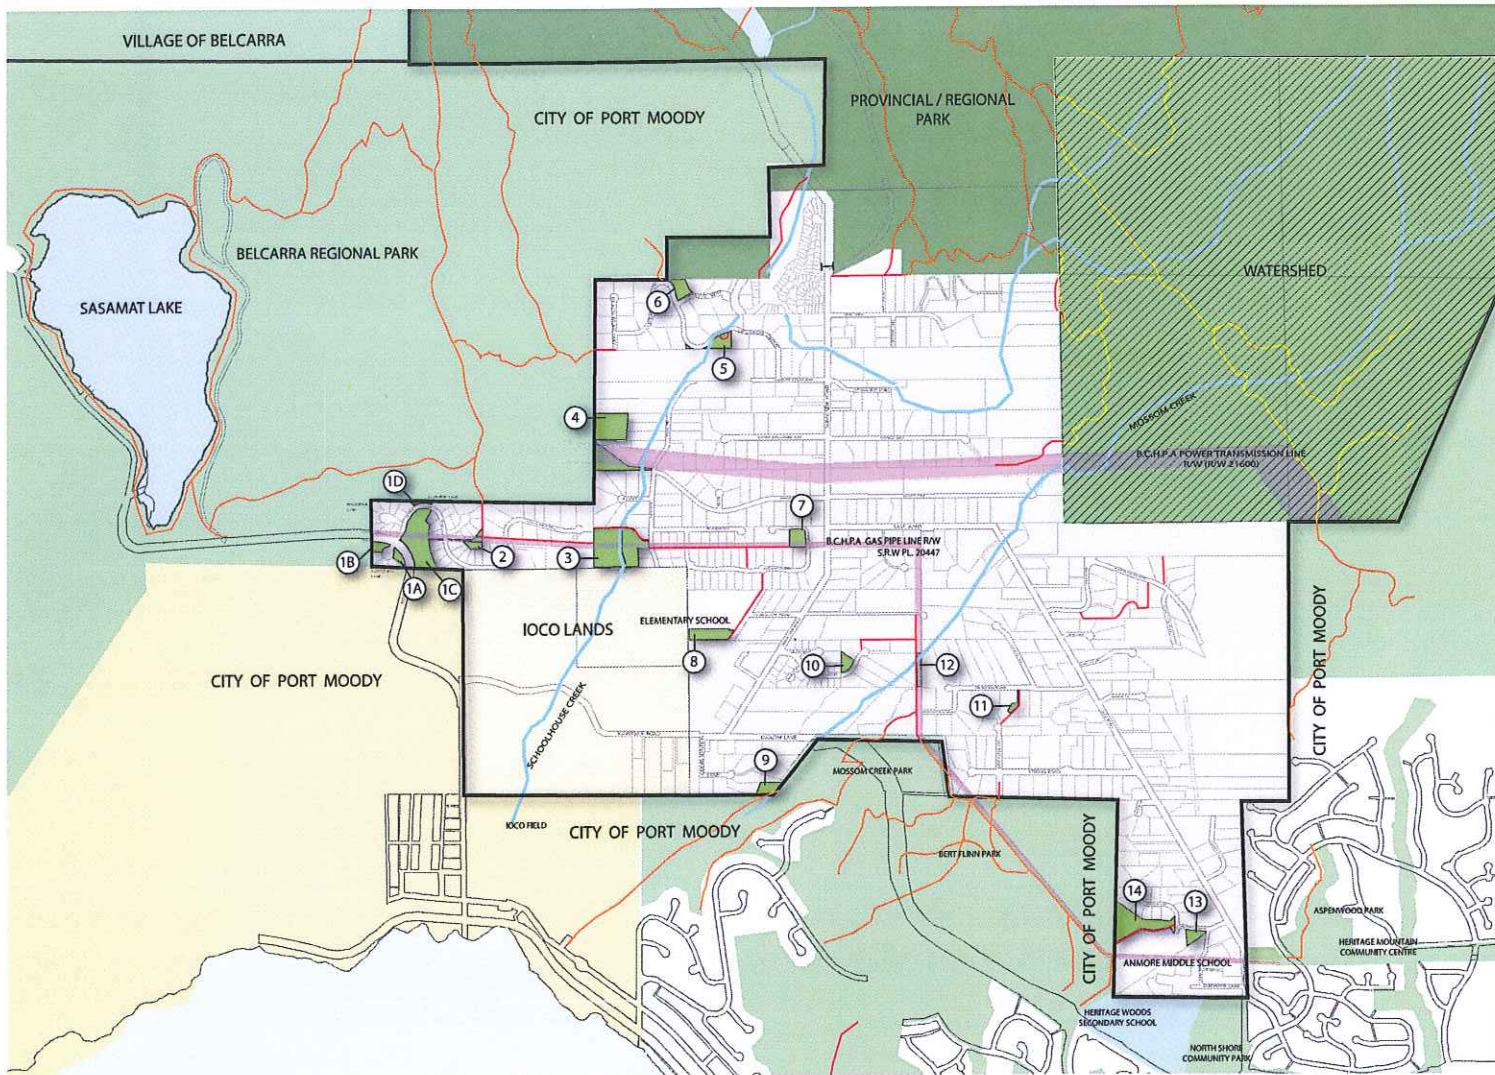 VILLAGE OF BELCARRA
CITY OF PORT MOODY
PROVINCIAL / REGIONAL
PARK
BELCARRA REGIONAL PARK
WATERSHED
SASAMAT LAKE
6
5
4
MOSSOM CREEK
B.C.H.P.A POWER TRANSMISSION LINE
R/W (R/W 21600)
1D
7
B.C.H.P.A GAS PIPE LINE R/W
S.R.W PL. 20447
1B
2
3
1A
1C
IOCO LANDS
ELEMENTARY SCHOOL
8
10
12
CITY OF PORT MOODY
11
CITY OF PORT MOODY
SCHOOLHOUSE CREEK
9
MOSSOM CREEK PARK
IOCO FIELD
CITY OF PORT MOODY
BERT FLINN PARK
CITY OF PORT MOODY
14
13
ASPENWOOD PARK
HERITAGE MOUNTAIN
COMMUNITY CENTRE
ANMORE MIDDLE SCHOOL
HERITAGE WOODS
SECONDARY SCHOOL
NORTH SHORE
COMMUNITY PARK